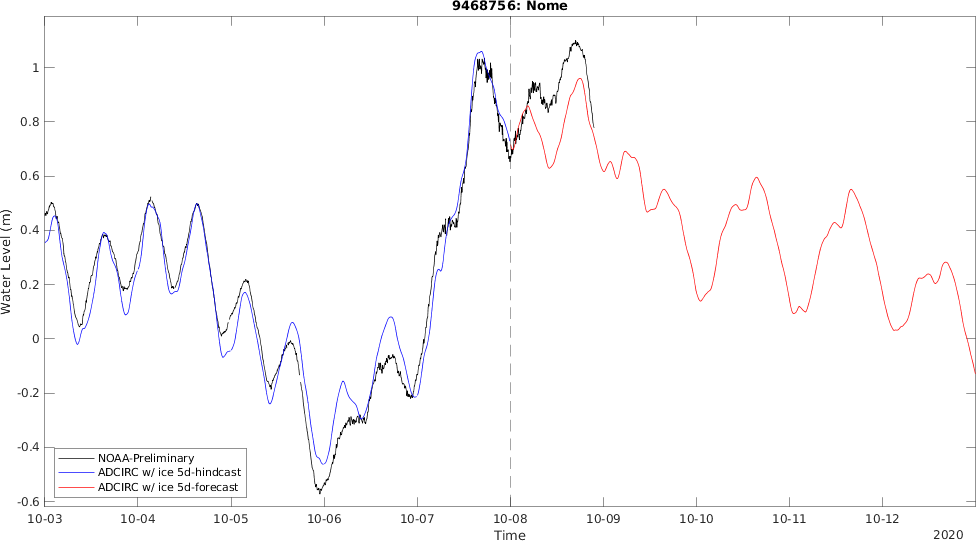 9468756: Nome
Water Level (m)
1
0.8
0.6
0.4
0.2
0
-0.2
-0.4
-0.6
NOAA-Preliminary
ADCIRC w/ ice 5d-hindcast
ADCIRC w/ ice 5d-forecast
10-03 10-04 10-05 10-06 10-07 10-08 10-09 10-10 10-11 10-12
Time
2020